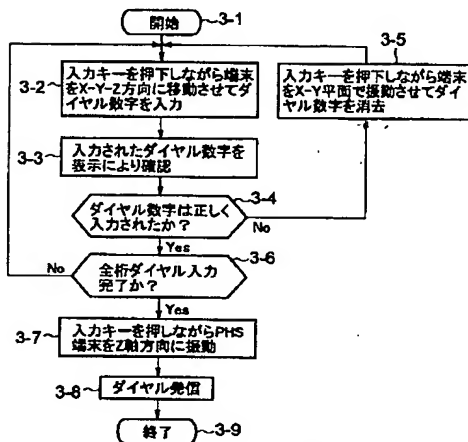 開始
3-1
3-2
入力キーを押下しながら端末
をX-Y-Z方向に移動させてダ
イヤル数字を入力
3-5
入力キーを押下しながら端末
をX-Y平面で振動させてダイ
ヤル数字を消去
3-3
入力されたダイヤル数字を
表示により確認
3-4
ダイヤル数字は正しく
入力されたか?
No
Yes
3-6
No
全桁ダイヤル入力
完了か?
Yes
3-7
入力キーを押しながらPHS
端末をZ軸方向に振動
3-8
ダイヤル発信
終了
3-9